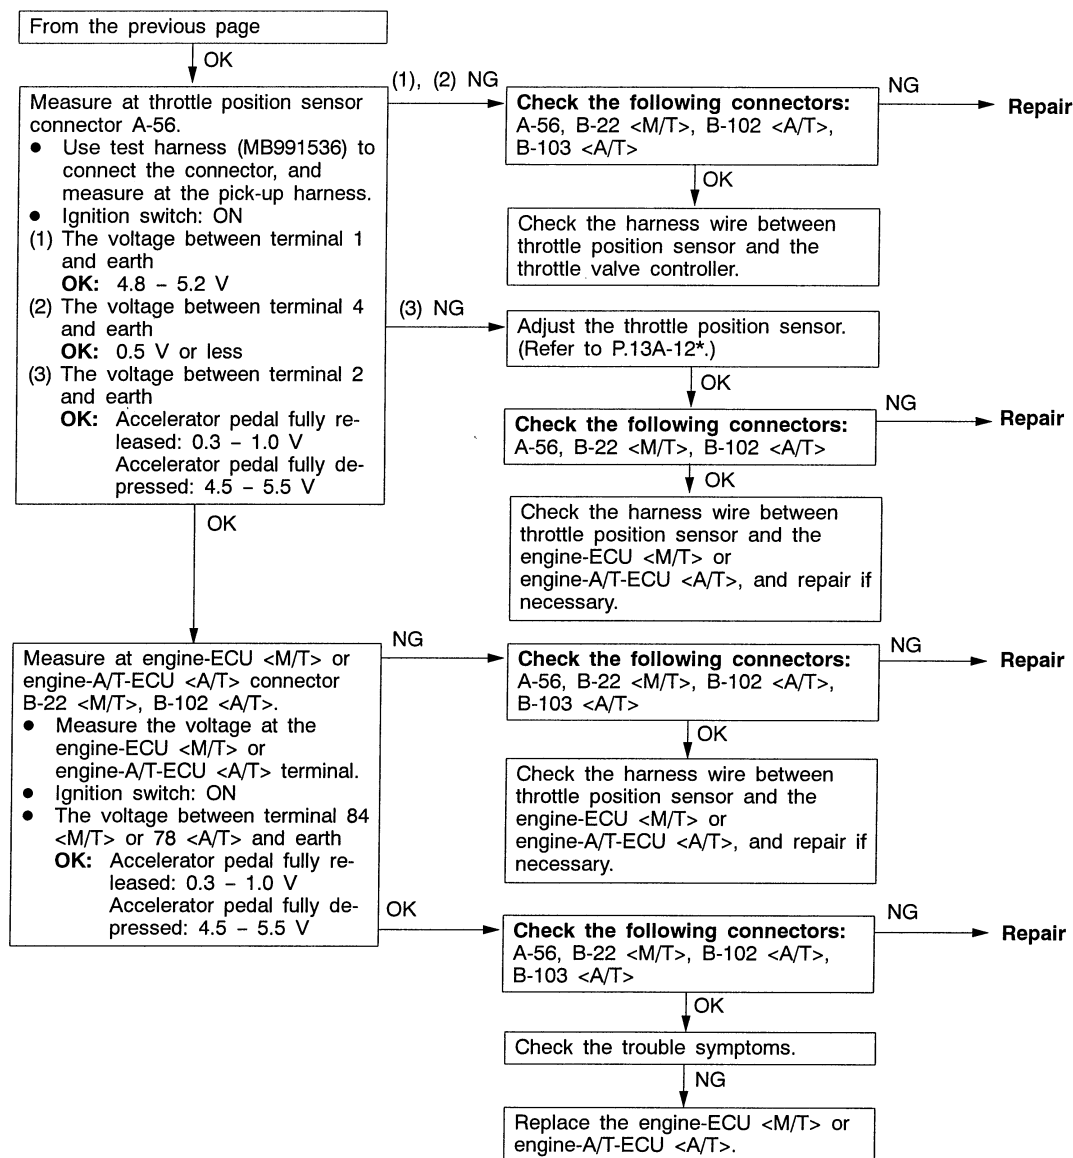 From the previous page
OK
Measure at throttle position sensor
connector A-56.
● Use test harness (MB991536) to
connect the connector, and
measure at the pick-up harness.
● Ignition switch: ON
(1) The voltage between terminal 1
and earth
OK: 4.8 – 5.2 V
(2) The voltage between terminal 4
and earth
OK: 0.5 V or less
(3) The voltage between terminal 2
and earth
OK: Accelerator pedal fully re-
leased: 0.3 – 1.0 V
Accelerator pedal fully de-
pressed: 4.5 – 5.5 V
(1), (2) NG
Check the following connectors:
A-56, B-22 <M/T>, B-102 <A/T>,
B-103 <A/T>
NG
Repair
OK
Check the harness wire between
throttle position sensor and the
throttle valve controller.
(3) NG
Adjust the throttle position sensor.
(Refer to P.13A-12*.)
OK
Check the following connectors:
A-56, B-22 <M/T>, B-102 <A/T>
NG
Repair
OK
Check the harness wire between
throttle position sensor and the
engine-ECU <M/T> or
engine-A/T-ECU <A/T>, and repair if
necessary.
OK
Measure at engine-ECU <M/T> or
engine-A/T-ECU <A/T> connector
B-22 <M/T>, B-102 <A/T>.
● Measure the voltage at the
engine-ECU <M/T> or
engine-A/T-ECU <A/T> terminal.
● Ignition switch: ON
● The voltage between terminal 84
<M/T> or 78 <A/T> and earth
OK: Accelerator pedal fully re-
leased: 0.3 – 1.0 V
Accelerator pedal fully de-
pressed: 4.5 – 5.5 V
NG
Check the following connectors:
A-56, B-22 <M/T>, B-102 <A/T>,
B-103 <A/T>
NG
Repair
OK
Check the harness wire between
throttle position sensor and the
engine-ECU <M/T> or
engine-A/T-ECU <A/T>, and repair if
necessary.
OK
Check the following connectors:
A-56, B-22 <M/T>, B-102 <A/T>,
B-103 <A/T>
NG
Repair
OK
Check the trouble symptoms.
NG
Replace the engine-ECU <M/T> or
engine-A/T-ECU <A/T>.